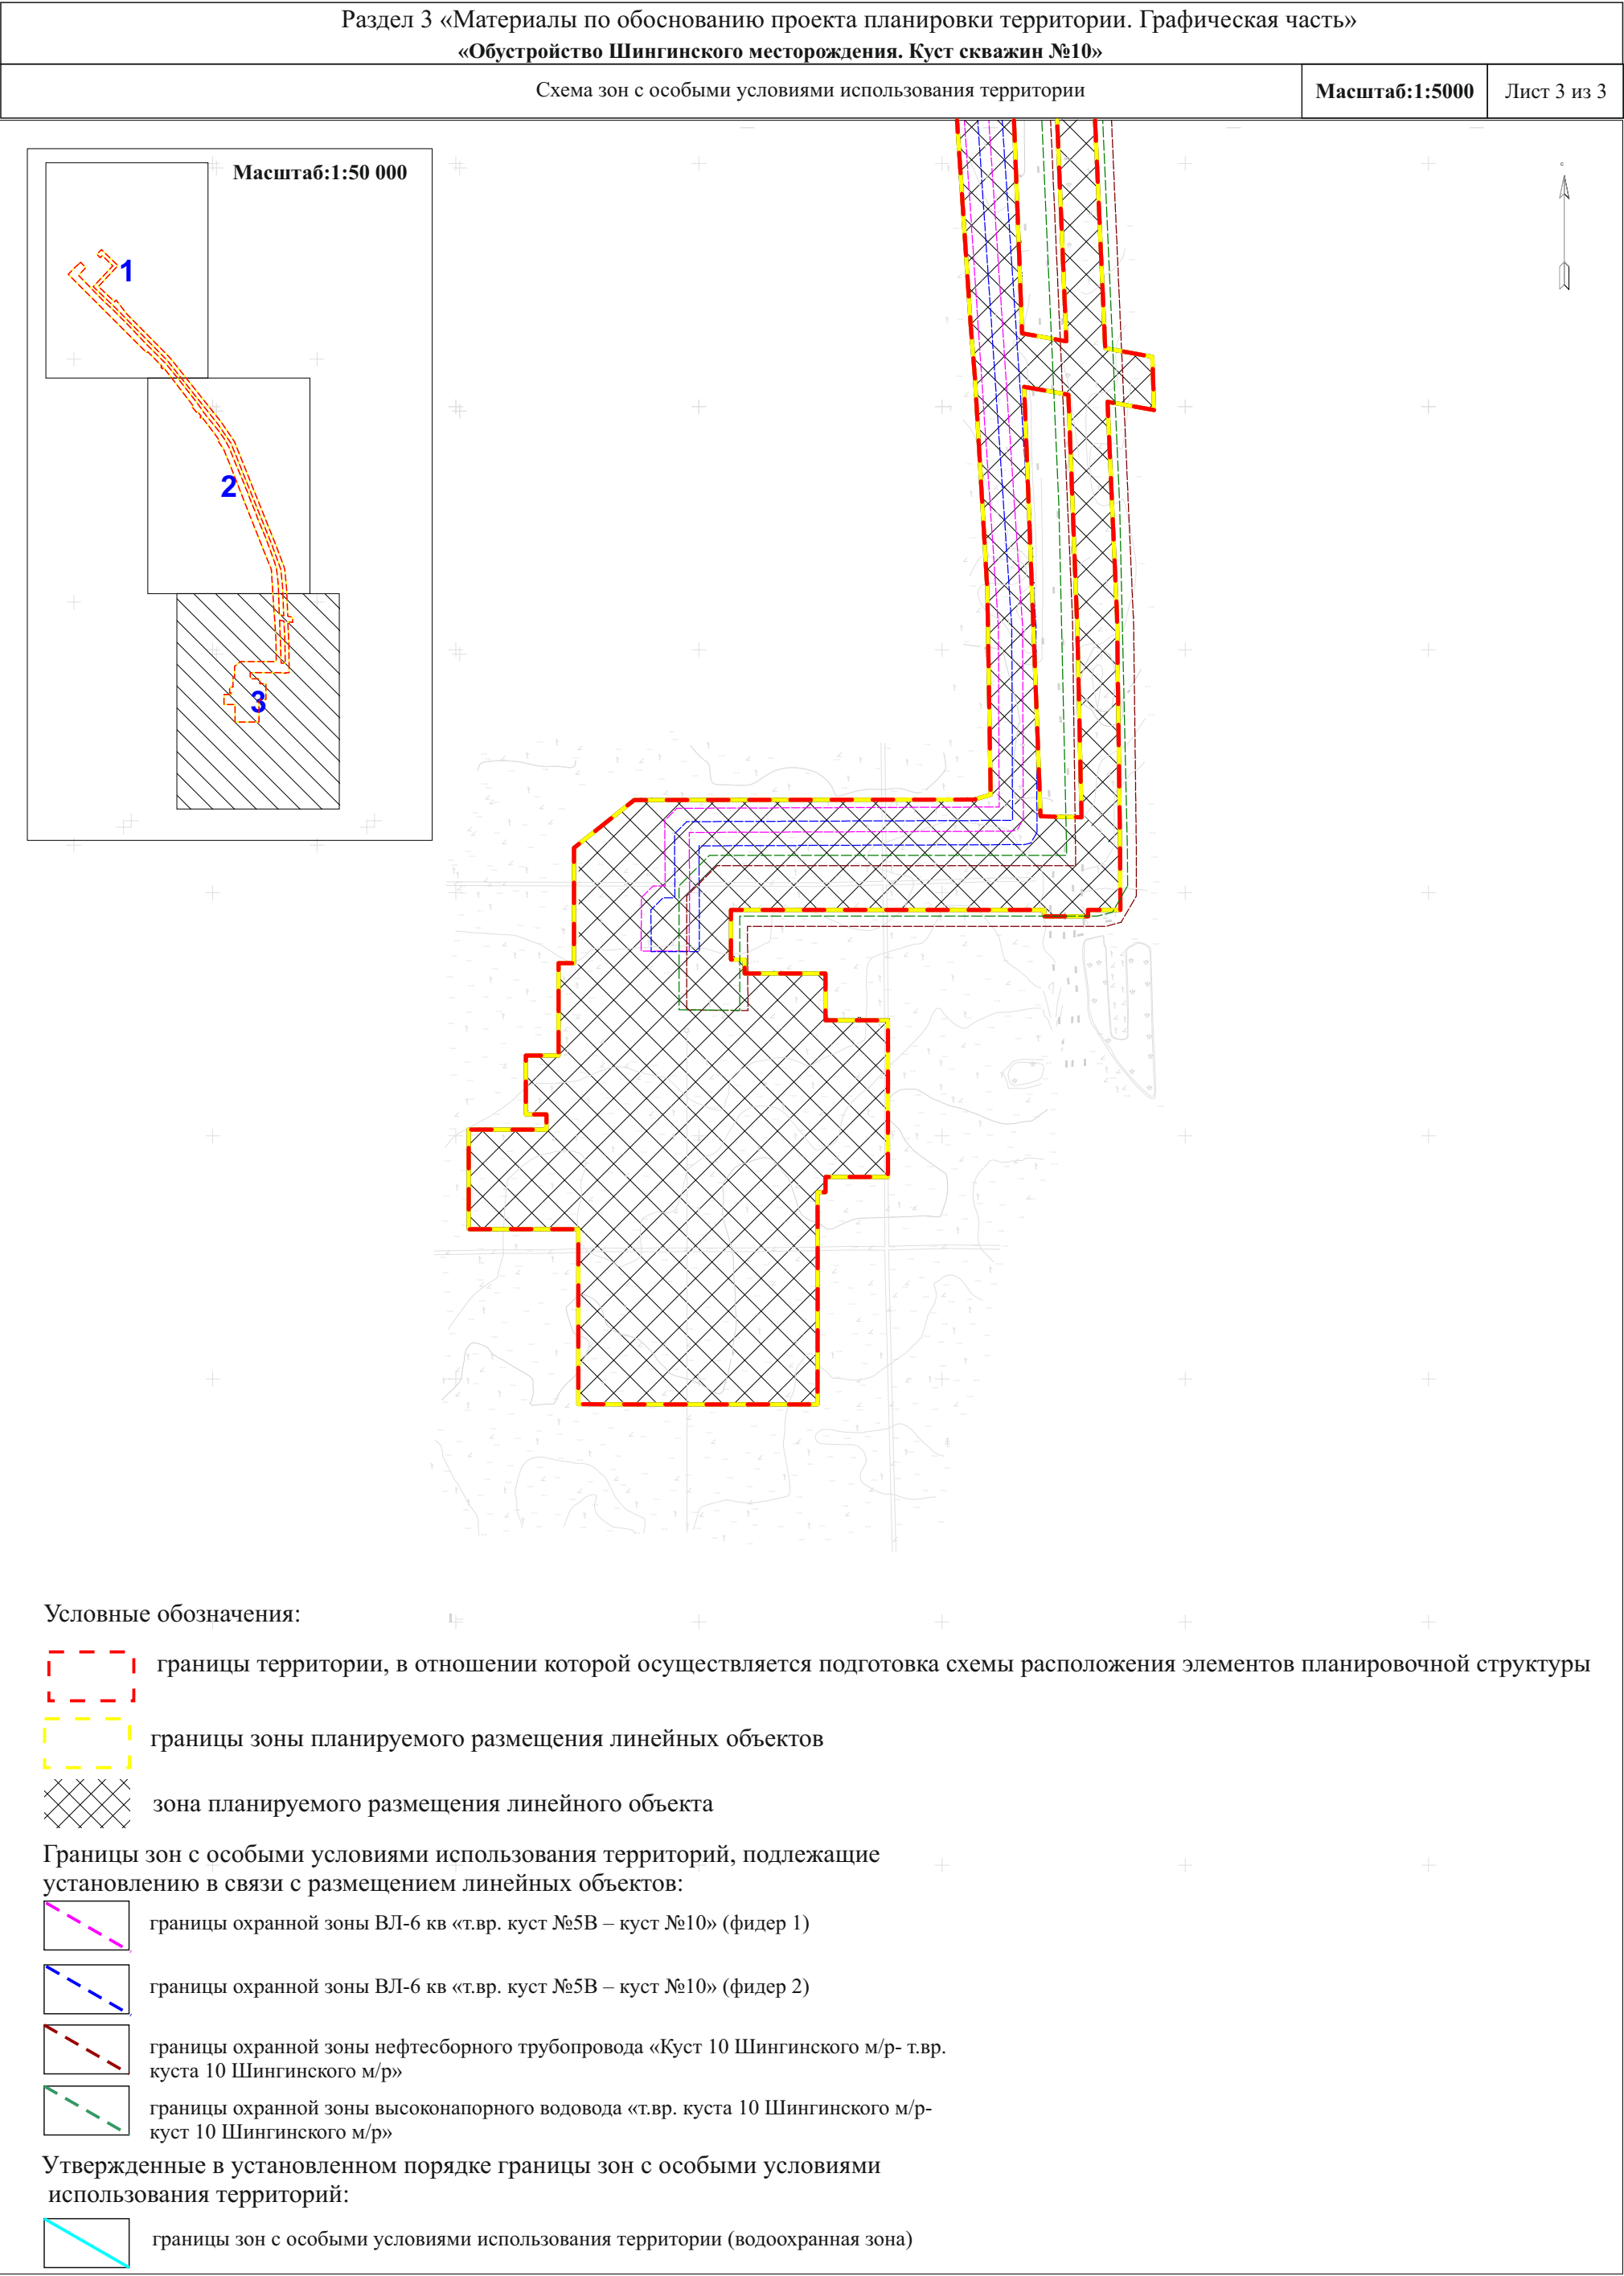 Раздел 3 «Материалы по обоснованию проекта планировки территории. Графическая часть»
«Обустройство Шингинского месторождения. Куст скважин №10»
Схема зон с особыми условиями использования территории
Масштаб:1:5000
Лист 3 из 3
Масштаб:1:50 000
1
2
3
с
Условные обозначения:
границы территории, в отношении которой осуществляется подготовка схемы расположения элементов планировочной структуры
границы зоны планируемого размещения линейных объектов
зона планируемого размещения линейного объекта
Границы зон с особыми условиями использования территорий, подлежащие
установлению в связи с размещением линейных объектов:
границы охранной зоны ВЛ-6 кв «т.вр. куст №5В – куст №10» (фидер 1)
границы охранной зоны ВЛ-6 кв «т.вр. куст №5В – куст №10» (фидер 2)
границы охранной зоны нефтесборного трубопровода «Куст 10 Шингинского м/р- т.вр.
куста 10 Шингинского м/р»
границы охранной зоны высоконапорного водовода «т.вр. куста 10 Шингинского м/р-
куст 10 Шингинского м/р»
Утвержденные в установленном порядке границы зон с особыми условиями
использования территорий:
границы зон с особыми условиями использования территории (водоохранная зона)